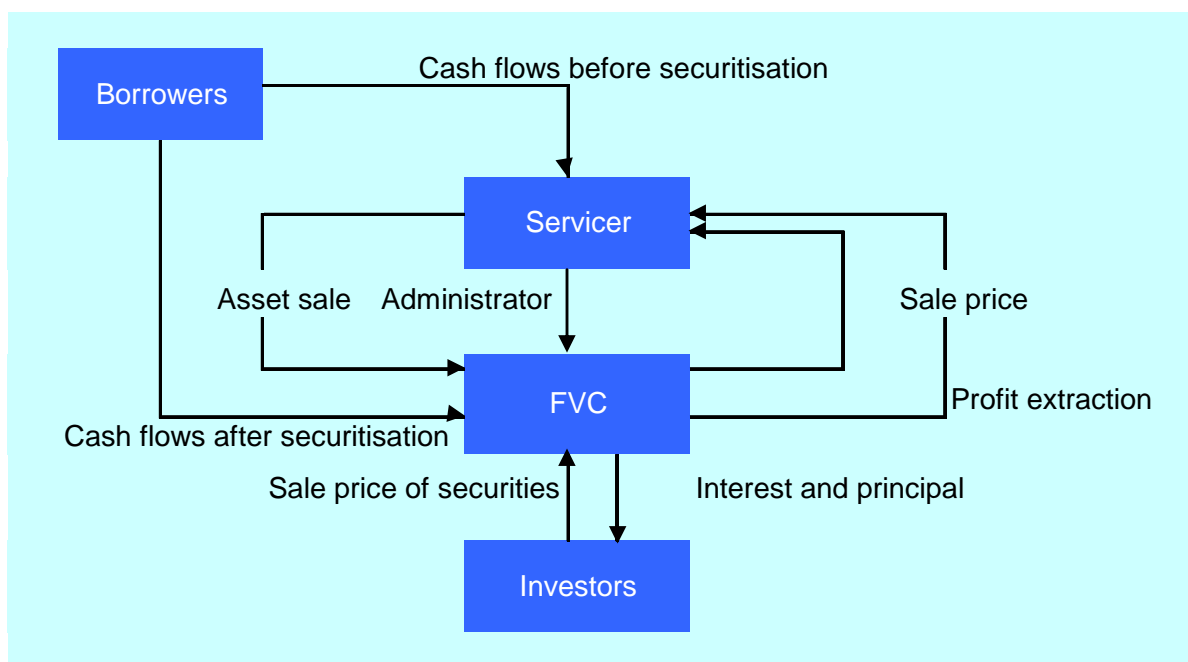 Cash flows before securitisation
Borrowers
Servicer
Asset sale
Administrator
Sale price
FVC
Profit extraction
Cash flows after securitisation
Sale price of securities
Interest and principal
Investors